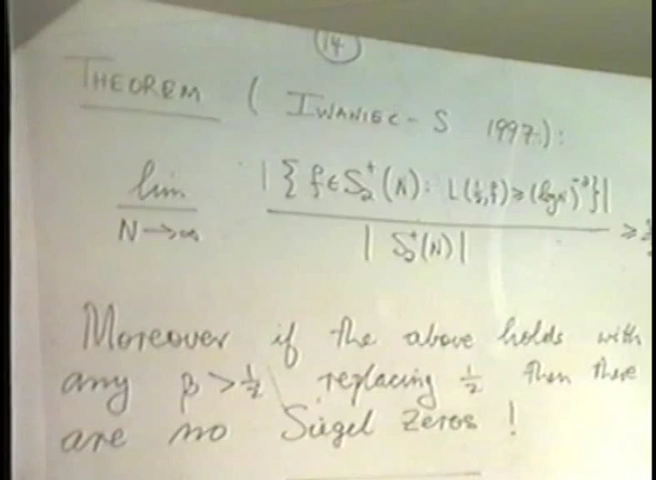 14
THEOREM ( IWANIEC - S 1997.):
lim | { f ∈ S₂⁺(N) : L(½,f) ≥ (log N)⁻²} |
N→∞ | S₂⁺(N) | ≥
Moreover if the above holds with
any β > ½ replacing ½ then there
are no Siegel Zeros !